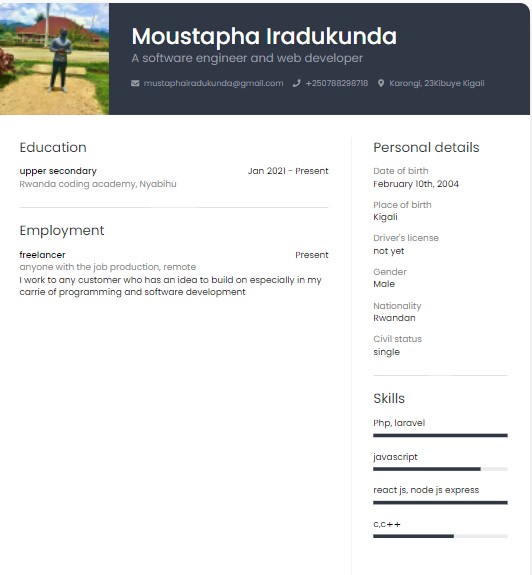 Moustapha Iradukunda
A software engineer and web developer
mustaphairadukunda@gmail.com +250788298718 Karongi, 23Kibuye Kigali
Education
upper secondary Jan 2021 - Present
Rwanda coding academy, Nyabihu
Employment
freelancer Present
anyone with the job production, remote
I work to any customer who has an idea to build on especially in my
carrie of programming and software development
Personal details
Date of birth
February 10th, 2004
Place of birth
Kigali
Driver's license
not yet
Gender
Male
Nationality
Rwandan
Civil status
single
Skills
Php, laravel
javascript
react js, node js express
c,c++